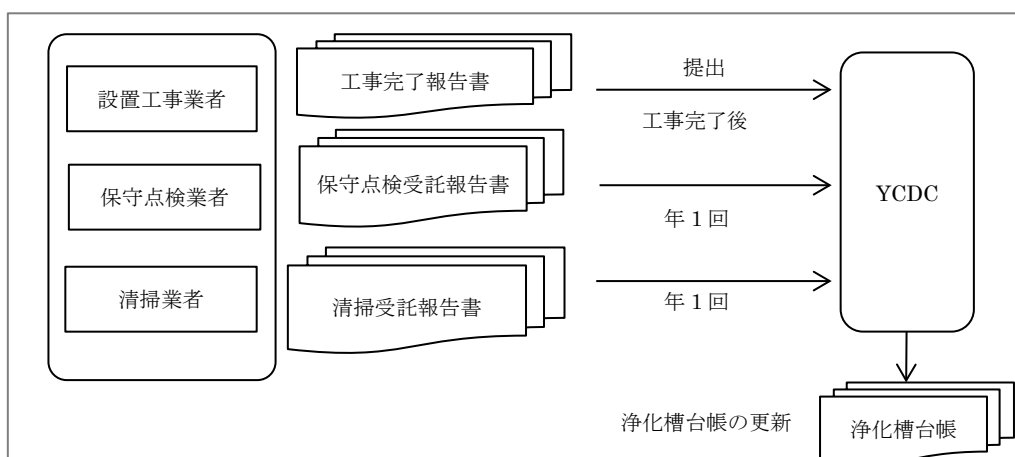 設置工事業者
工事完了報告書
提出
工事完了後
保守点検業者
保守点検受託報告書
年１回
YCDC
清掃業者
清掃受託報告書
年１回
浄化槽台帳の更新
浄化槽台帳